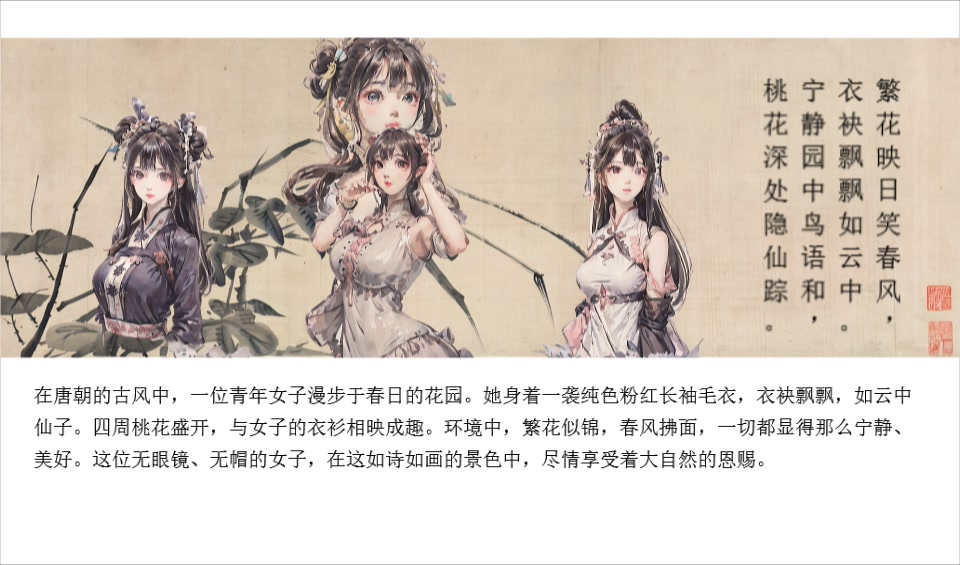 繁花映日笑春风，
衣袂飘飘如云中。
宁静园中鸟语和，
桃花深处隐仙踪。
在唐朝的古风中，一位青年女子漫步于春日的花园。她身着一袭纯色粉红长袖毛衣，衣袂飘飘，如云中
仙子。四周桃花盛开，与女子的衣衫相映成趣。环境中，繁花似锦，春风拂面，一切都显得那么宁静、
美好。这位无眼镜、无帽的女子，在这如诗如画的景色中，尽情享受着大自然的恩赐。